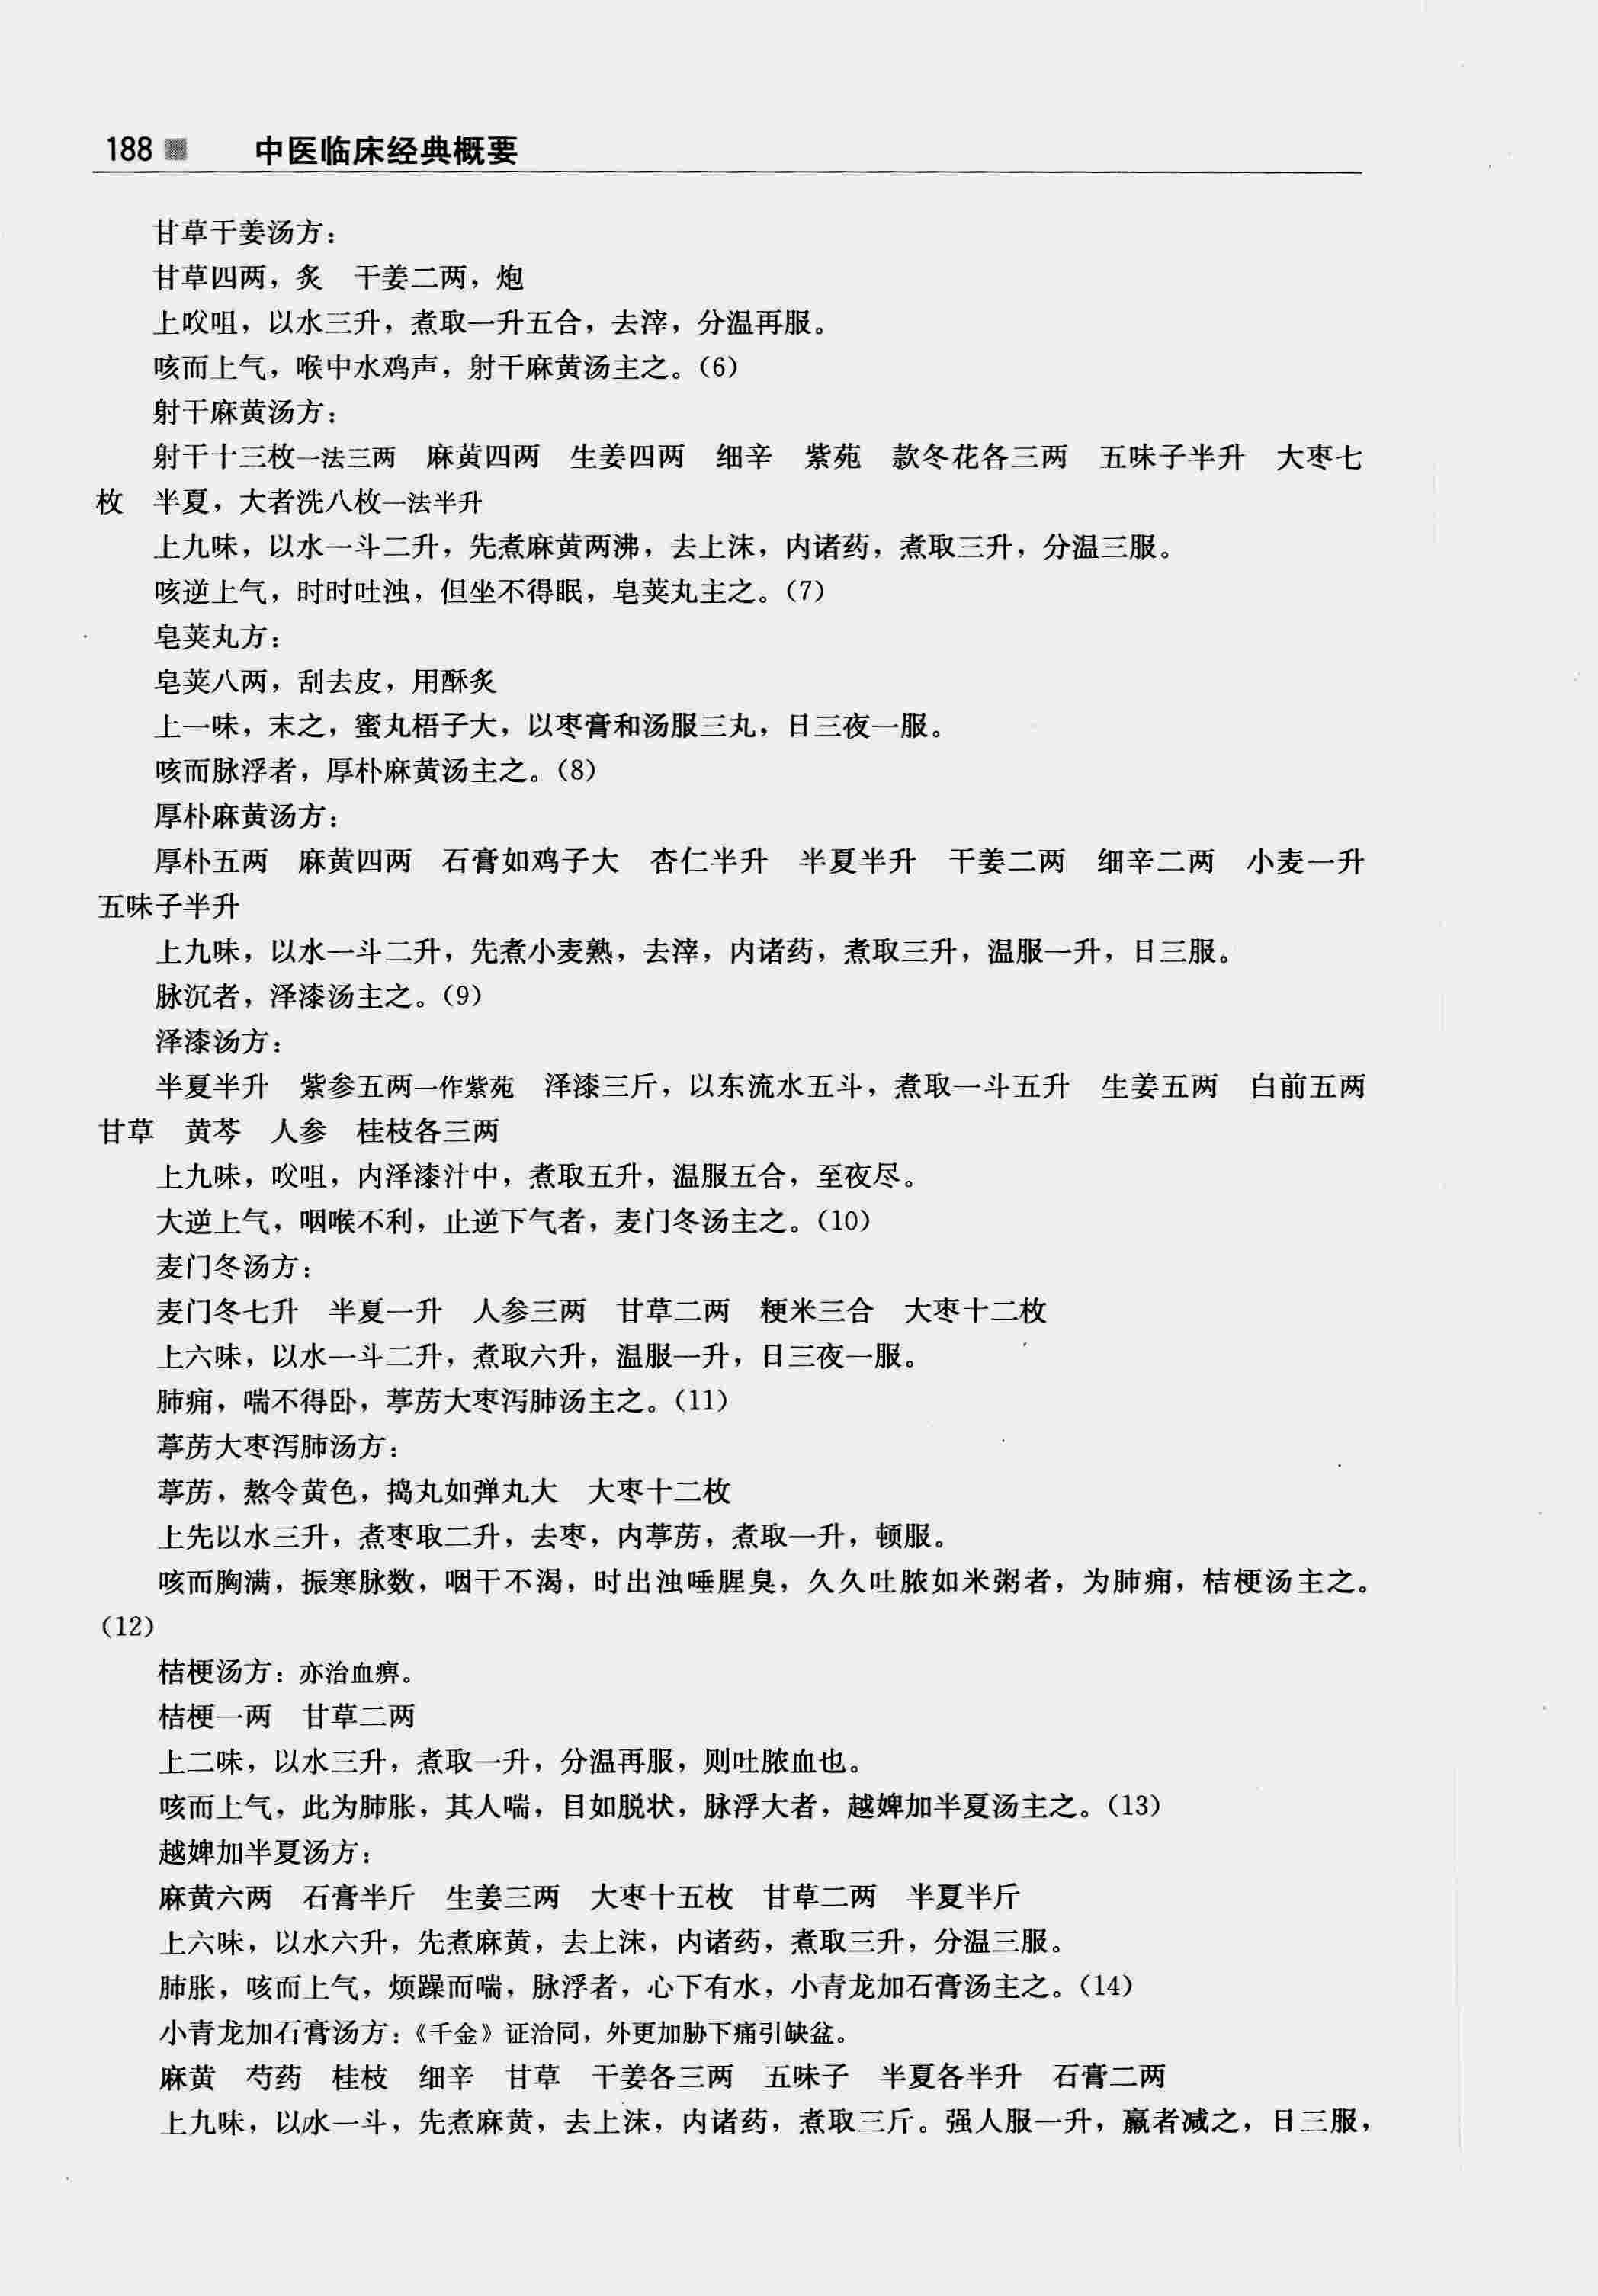 188 中医临床经典概要
甘草干姜汤方：
甘草四两，炙　干姜二两，炮
上㕮咀，以水三升，煮取一升五合，去滓，分温再服。
咳而上气，喉中水鸡声，射干麻黄汤主之。（6）
射干麻黄汤方：
射干十三枚一法三两　麻黄四两　生姜四两　细辛　紫苑　款冬花各三两　五味子半升　大枣七
枚　半夏，大者洗八枚一法半升
上九味，以水一斗二升，先煮麻黄两沸，去上沫，内诸药，煮取三升，分温三服。
咳逆上气，时时吐浊，但坐不得眠，皂荚丸主之。（7）
皂荚丸方：
皂荚八两，刮去皮，用酥炙
上一味，末之，蜜丸梧子大，以枣膏和汤服三丸，日三夜一服。
咳而脉浮者，厚朴麻黄汤主之。（8）
厚朴麻黄汤方：
厚朴五两　麻黄四两　石膏如鸡子大　杏仁半升　半夏半升　干姜二两　细辛二两　小麦一升
五味子半升
上九味，以水一斗二升，先煮小麦熟，去滓，内诸药，煮取三升，温服一升，日三服。
脉沉者，泽漆汤主之。（9）
泽漆汤方：
半夏半升　紫参五两一作紫苑　泽漆三斤，以东流水五斗，煮取一斗五升　生姜五两　白前五两
甘草　黄芩　人参　桂枝各三两
上九味，㕮咀，内泽漆汁中，煮取五升，温服五合，至夜尽。
大逆上气，咽喉不利，止逆下气者，麦门冬汤主之。（10）
麦门冬汤方：
麦门冬七升　半夏一升　人参三两　甘草二两　粳米三合　大枣十二枚
上六味，以水一斗二升，煮取六升，温服一升，日三夜一服。
肺痈，喘不得卧，葶苈大枣泻肺汤主之。（11）
葶苈大枣泻肺汤方：
葶苈，熬令黄色，捣丸如弹丸大　大枣十二枚
上先以水三升，煮枣取二升，去枣，内葶苈，煮取一升，顿服。
咳而胸满，振寒脉数，咽干不渴，时出浊唾腥臭，久久吐脓如米粥者，为肺痈，桔梗汤主之。
（12）
桔梗汤方：亦治血痹。
桔梗一两　甘草二两
上二味，以水三升，煮取一升，分温再服，则吐脓血也。
咳而上气，此为肺胀，其人喘，目如脱状，脉浮大者，越婢加半夏汤主之。（13）
越婢加半夏汤方：
麻黄六两　石膏半斤　生姜三两　大枣十五枚　甘草二两　半夏半斤
上六味，以水六升，先煮麻黄，去上沫，内诸药，煮取三升，分温三服。
肺胀，咳而上气，烦躁而喘，脉浮者，心下有水，小青龙加石膏汤主之。（14）
小青龙加石膏汤方：《千金》证治同，外更加胁下痛引缺盆。
麻黄　芍药　桂枝　细辛　甘草　干姜各三两　五味子　半夏各半升　石膏二两
上九味，以水一斗，先煮麻黄，去上沫，内诸药，煮取三斤。强人服一升，羸者减之，日三服，